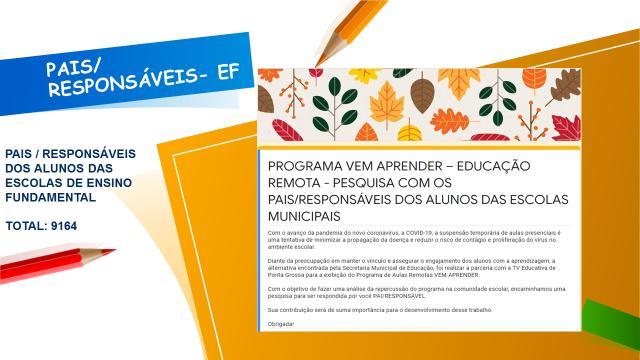 PAIS/
RESPONSÁVEIS- EF
PAIS / RESPONSÁVEIS
DOS ALUNOS DAS
ESCOLAS DE ENSINO
FUNDAMENTAL
TOTAL: 9164
PROGRAMA VEM APRENDER – EDUCAÇÃO
REMOTA - PESQUISA COM OS
PAIS/RESPONSÁVEIS DOS ALUNOS DAS ESCOLAS
MUNICIPAIS
Com o avanço da pandemia do novo coronavírus, a COVID-19, a suspensão temporária de aulas presenciais é
uma tentativa de minimizar a propagação da doença e reduzir o risco de contágio e proliferação do vírus no
ambiente escolar.
Diante da preocupação em manter o vínculo e assegurar o engajamento dos alunos com a aprendizagem, a
alternativa encontrada pela Secretaria Municipal de Educação, foi realizar a parceria com a TV Educativa de
Ponta Grossa para a exibição do Programa de Aulas Remotas VEM APRENDER.
Com o objetivo de fazer uma análise da repercussão do programa na comunidade escolar, encaminhamos uma
pesquisa para ser respondida por você PAI/RESPONSÁVEL.
Sua contribuição será de suma importância para o desenvolvimento desse trabalho.
Obrigada!